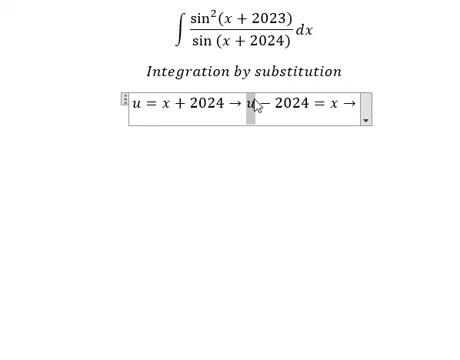 ∫ sin²(x + 2023) / sin (x + 2024) dx
Integration by substitution
u = x + 2024 → u − 2024 = x →